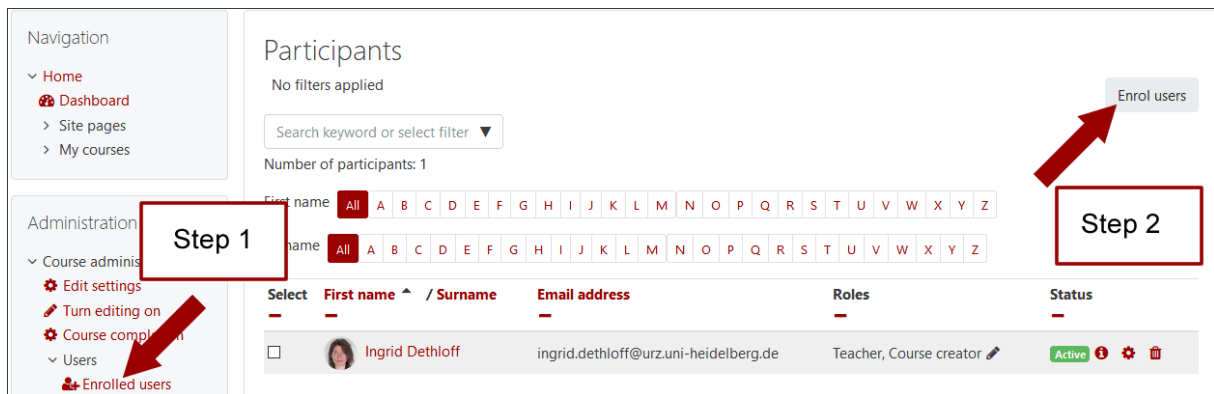 Navigation
Home
Dashboard
Site pages
My courses
Administration
Course adminis
Edit settings
Turn editing on
Course comp
Users
Enrolled users
Step 1
Participants
No filters applied
Enrol users
Search keyword or select filter ▼
Number of participants: 1
First name All A B C D E F G H I J K L M N O P Q R S T U V W X Y Z
name All A B C D E F G H I J K L M N O P Q R S T U V W X Y Z
Step 2
Select First name / Surname Email address Roles Status
Ingrid Dethloff ingrid.dethloff@urz.uni-heidelberg.de Teacher, Course creator Active